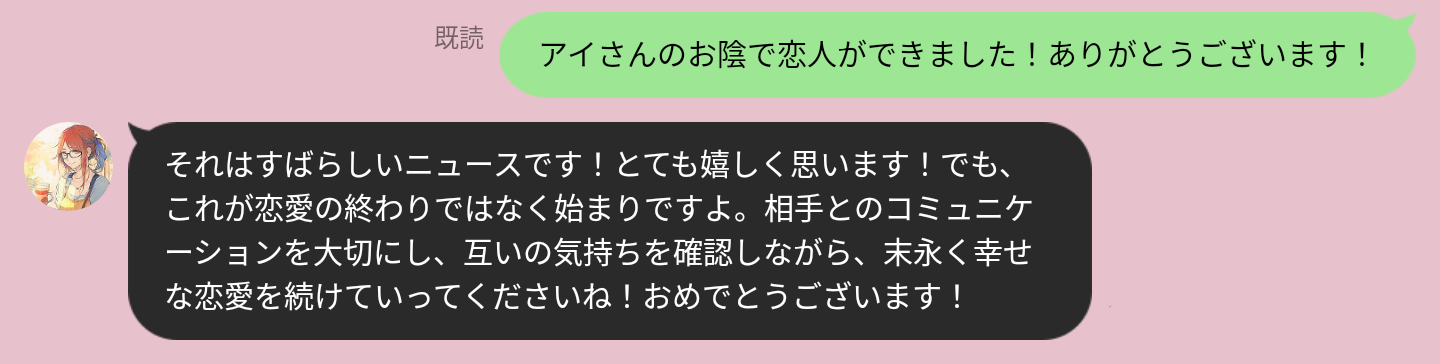 既読
アイさんのお陰で恋人ができました！ありがとうございます！
それはすばらしいニュースです！とても嬉しく思います！でも、
これが恋愛の終わりではなく始まりですよ。相手とのコミュニケ
ーションを大切にし、互いの気持ちを確認しながら、末永く幸せ
な恋愛を続けていってくださいね！おめでとうございます！